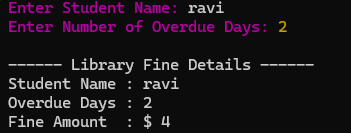 Enter Student Name: ravi
Enter Number of Overdue Days: 2
------ Library Fine Details ------
Student Name : ravi
Overdue Days : 2
Fine Amount  : $ 4